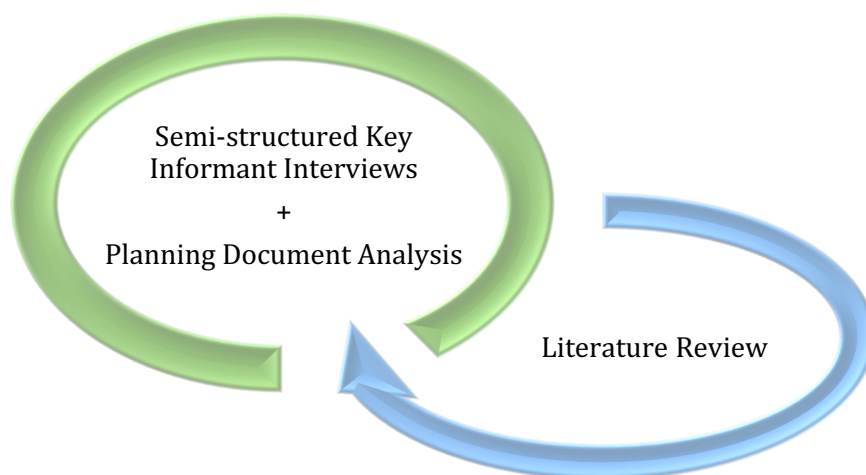 Semi-structured Key
Informant Interviews
+
Planning Document Analysis
Literature Review